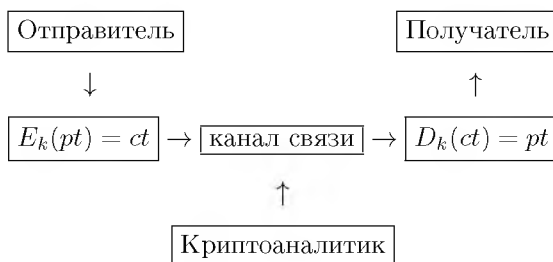 Отправитель Получатель
↓ ↑
E_k(pt) = ct → канал связи → D_k(ct) = pt
↑
Криптоаналитик